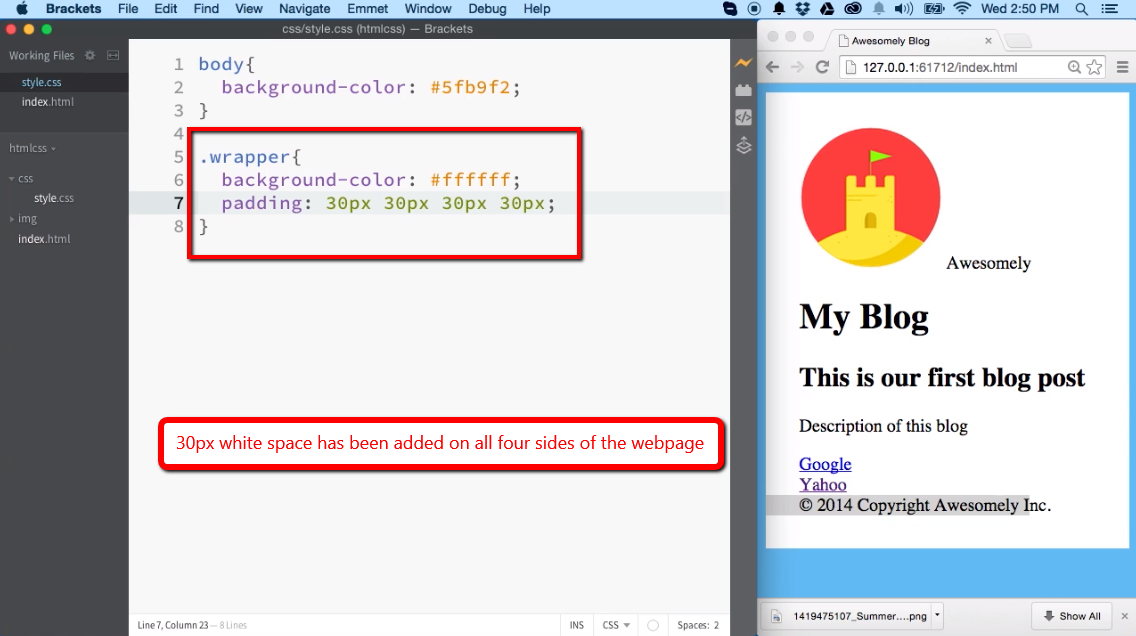 Brackets File Edit Find View Navigate Emmet Window Debug Help Wed 2:50 PM
css/style.css (htmlcss) — Brackets
Working Files
style.css
index.html
htmlcss
css
style.css
img
index.html
1 body{
2 background-color: #5fb9f2;
3 }
4
5 .wrapper{
6 background-color: #ffffff;
7 padding: 30px 30px 30px 30px;
8 }
30px white space has been added on all four sides of the webpage
Line 7, Column 23 — 8 Lines
INS CSS Spaces: 2
Awesomely Blog
127.0.0.1:61712/index.html
Awesomely
My Blog
This is our first blog post
Description of this blog
Google
Yahoo
© 2014 Copyright Awesomely Inc.
1419475107_Summer....png Show All